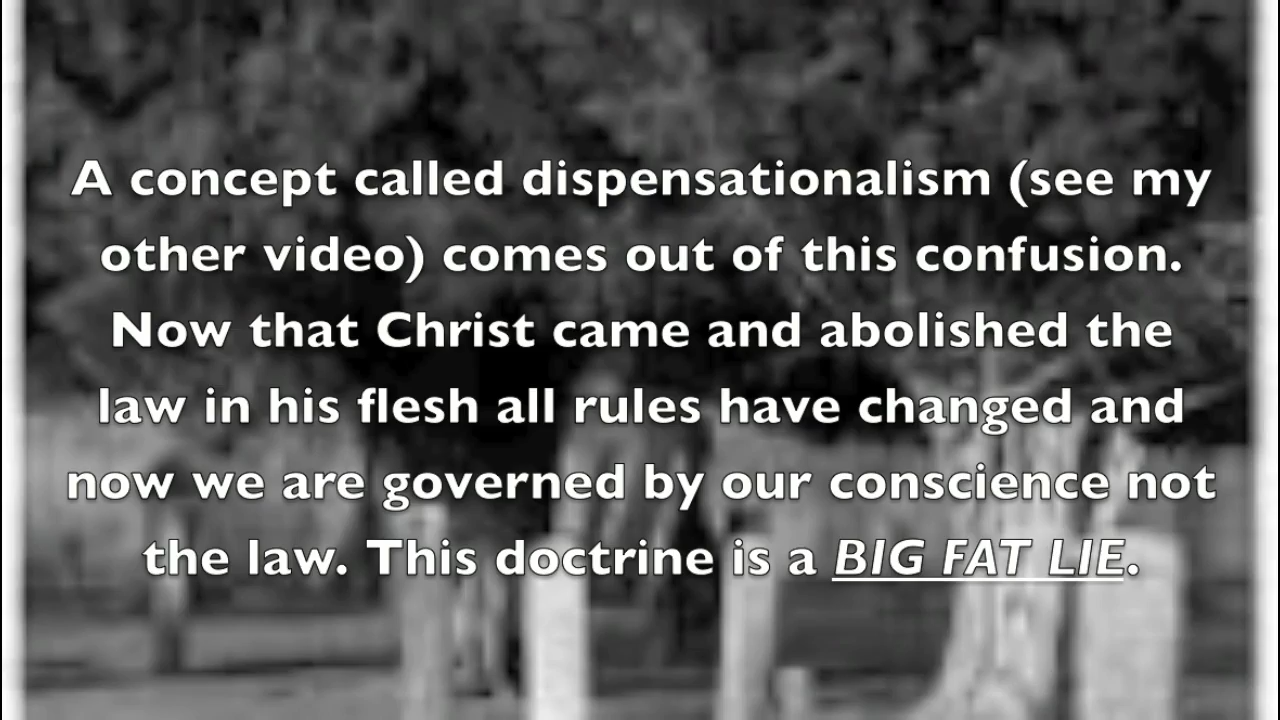 A concept called dispensationalism (see my
other video) comes out of this confusion.
Now that Christ came and abolished the
law in his flesh all rules have changed and
now we are governed by our conscience not
the law. This doctrine is a BIG FAT LIE.